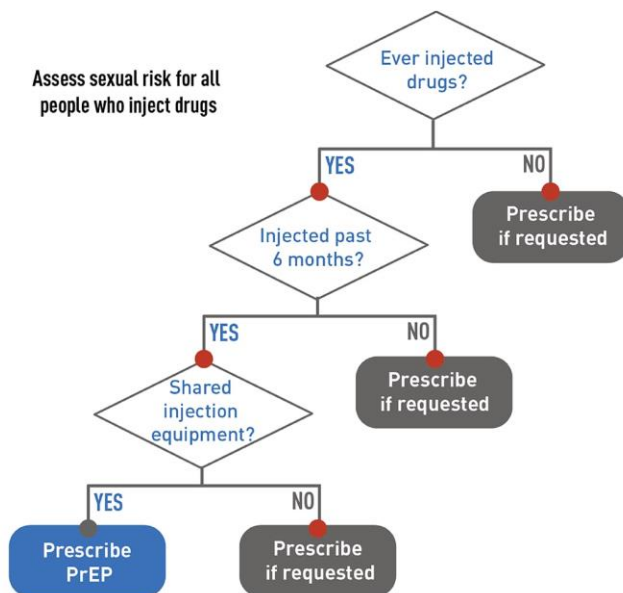 Assess sexual risk for all
people who inject drugs
Ever injected
drugs?
YES
NO
Prescribe
if requested
Injected past
6 months?
YES
NO
Prescribe
if requested
Shared
injection
equipment?
YES
NO
Prescribe
PrEP
Prescribe
if requested